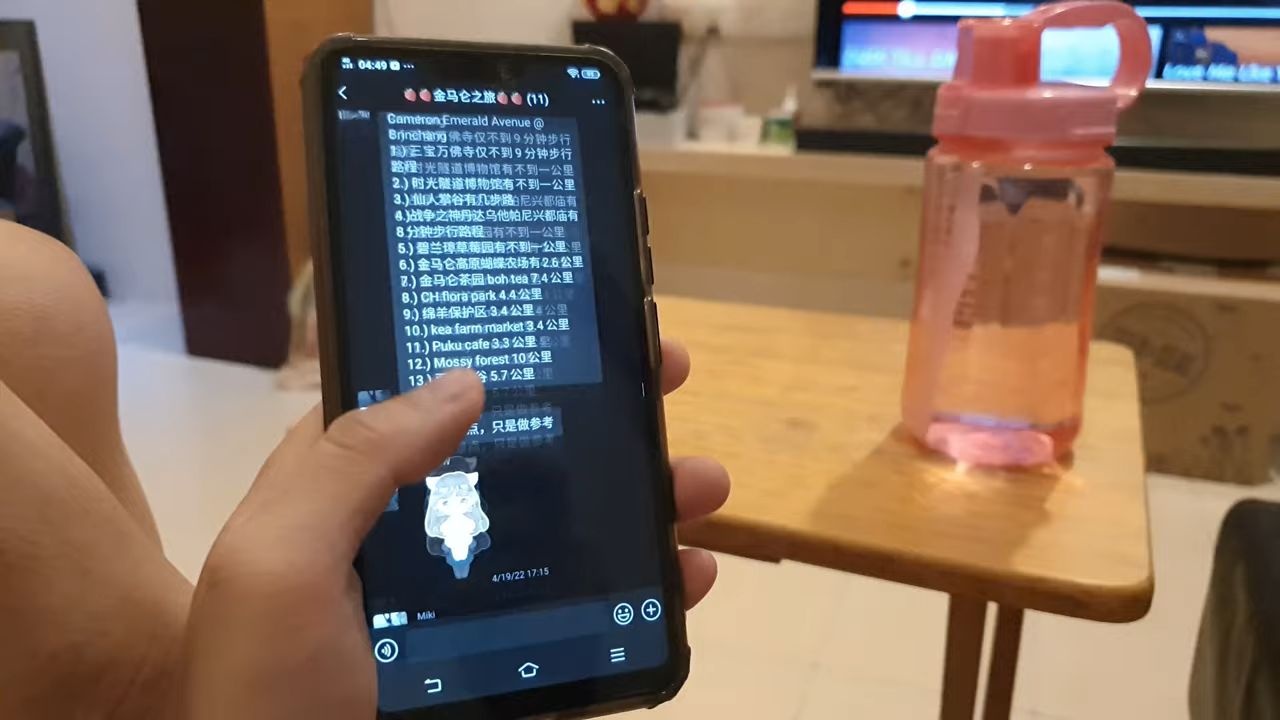 04:49
金马仑之旅 (11)
Cameron Emerald Avenue @
Brinchang
1.) 三宝万佛寺仅不到 9 分钟步行
路程
2.) 时光隧道博物馆有不到一公里
3.) 仙人掌谷有几步路
4.)战争之神丹达乌他帕尼兴都庙有
8 分钟步行路程
5.) 碧兰璋草莓园有不到一公里
6.) 金马仑高原蝴蝶农场有 2.6 公里
7.) 金马仑茶园 boh tea 7.4 公里
8.) CH flora park 4.4 公里
9.) 绵羊保护区 3.4 公里
10.) kea farm market 3.4 公里
11.) Puku cafe 3.3 公里
12.) Mossy forest 10 公里
13.) 谷 5.7 公里
点，只是做参考
4/19/22 17:15
Miki